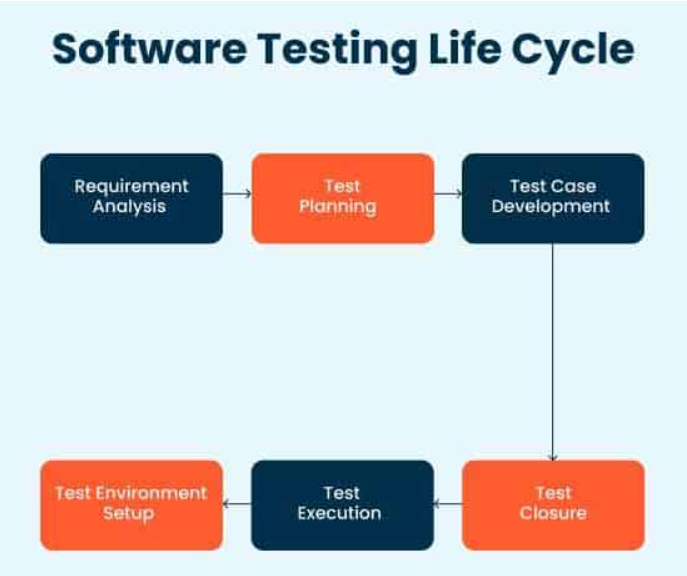 Software Testing Life Cycle
Requirement
Analysis
Test
Planning
Test Case
Development
Test Environment
Setup
Test
Execution
Test
Closure